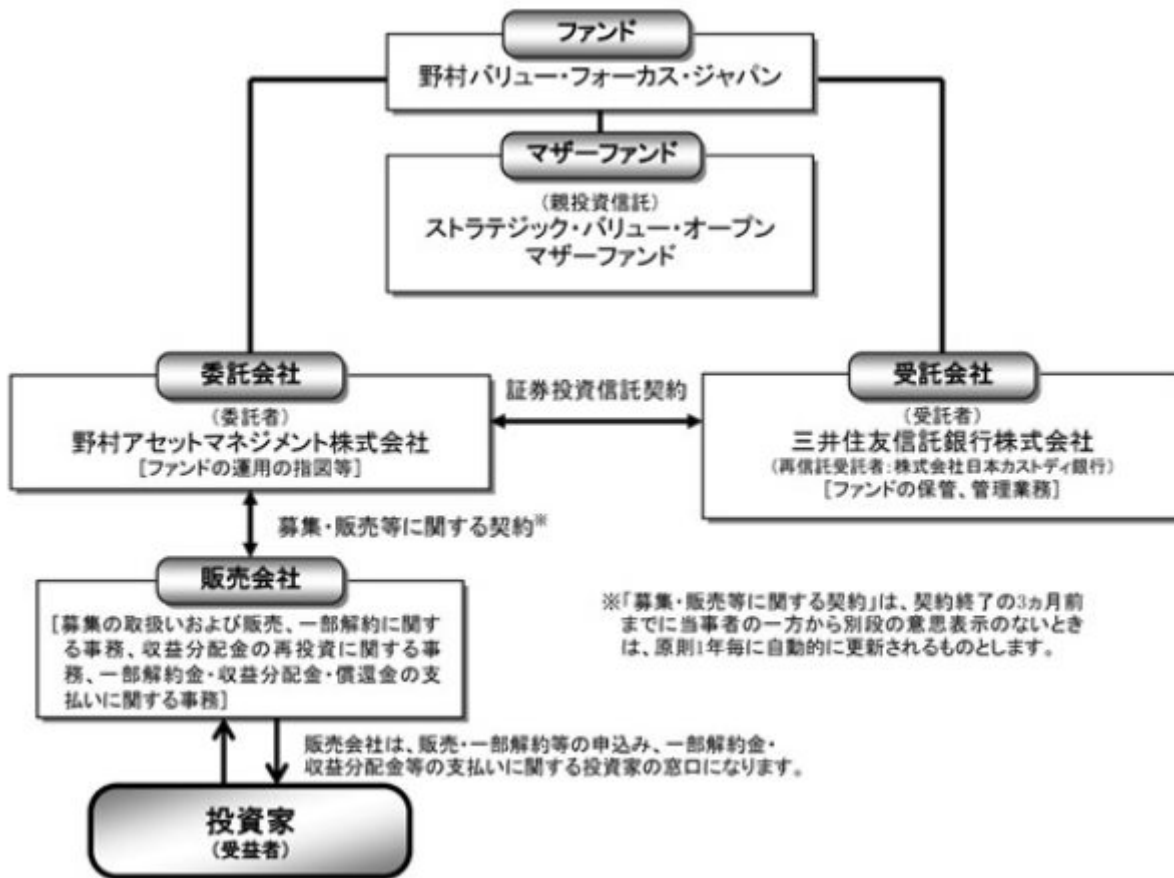 ファンド
野村バリュー・フォーカス・ジャパン
マザーファンド
(親投資信託)
ストラテジック・バリュー・オープン
マザーファンド
委託会社
(委託者)
野村アセットマネジメント株式会社
[ファンドの運用の指図等]
証券投資信託契約
受託会社
(受託者)
三井住友信託銀行株式会社
(再信託受託者:株式会社日本カストディ銀行)
[ファンドの保管、管理業務]
募集・販売等に関する契約※
販売会社
[募集の取扱いおよび販売、一部解約に関す
る事務、収益分配金の再投資に関する事
務、一部解約金・収益分配金・償還金の支
払いに関する事務]
※「募集・販売等に関する契約」は、契約終了の3ヵ月前
までに当事者の一方から別段の意思表示のないとき
は、原則1年毎に自動的に更新されるものとします。
販売会社は、販売・一部解約等の申込み、一部解約金・
収益分配金等の支払いに関する投資家の窓口になります。
投資家
(受益者)